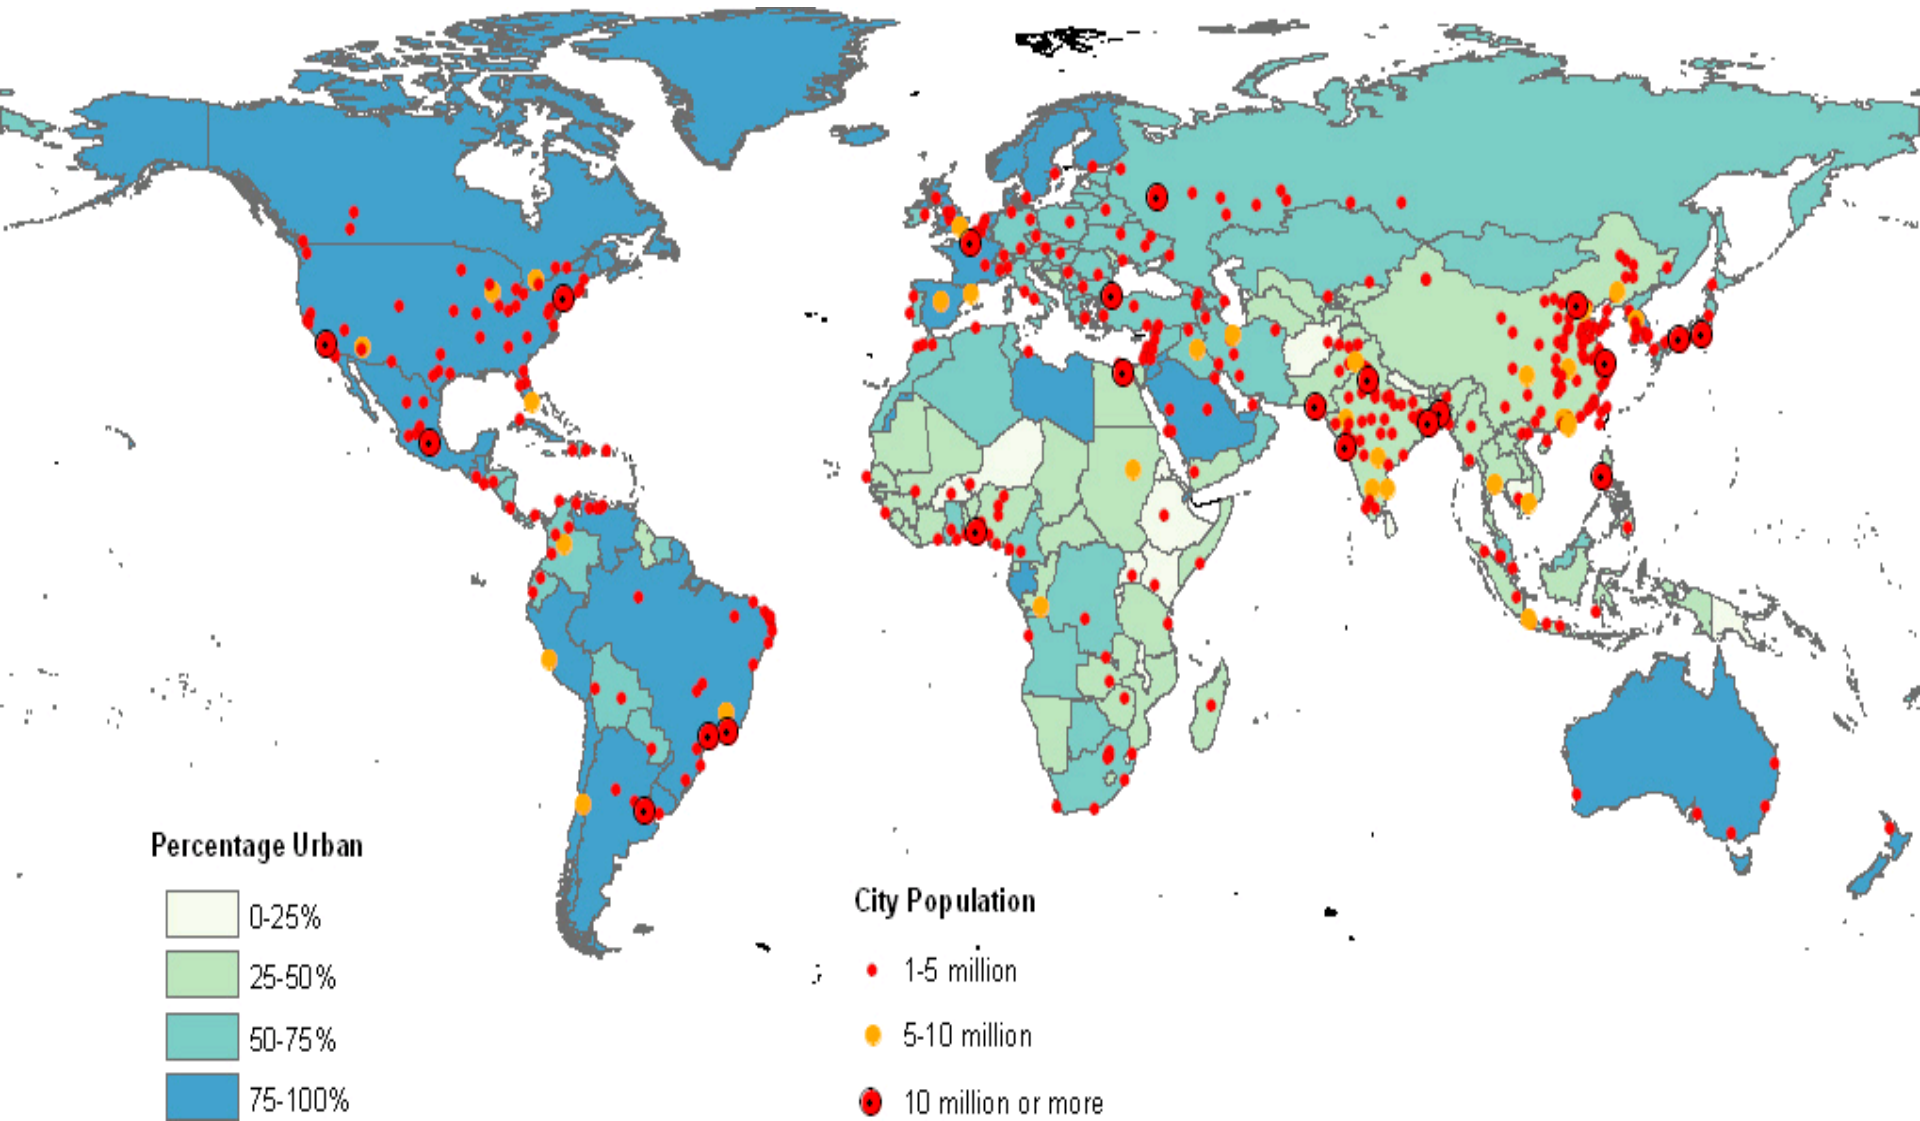 Percentage Urban
0-25%
25-50%
50-75%
75-100%
City Population
1-5 million
5-10 million
10 million or more